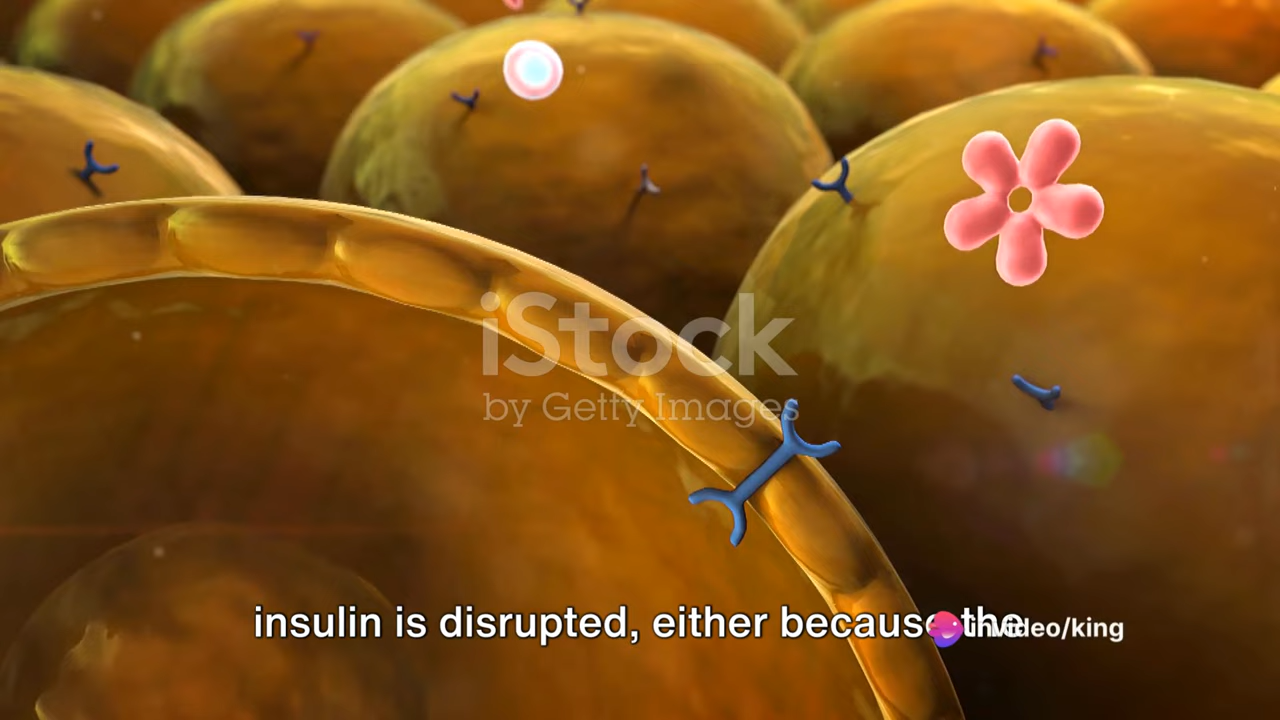 iStock
by Getty Images
insulin is disrupted, either because the
invideo/king